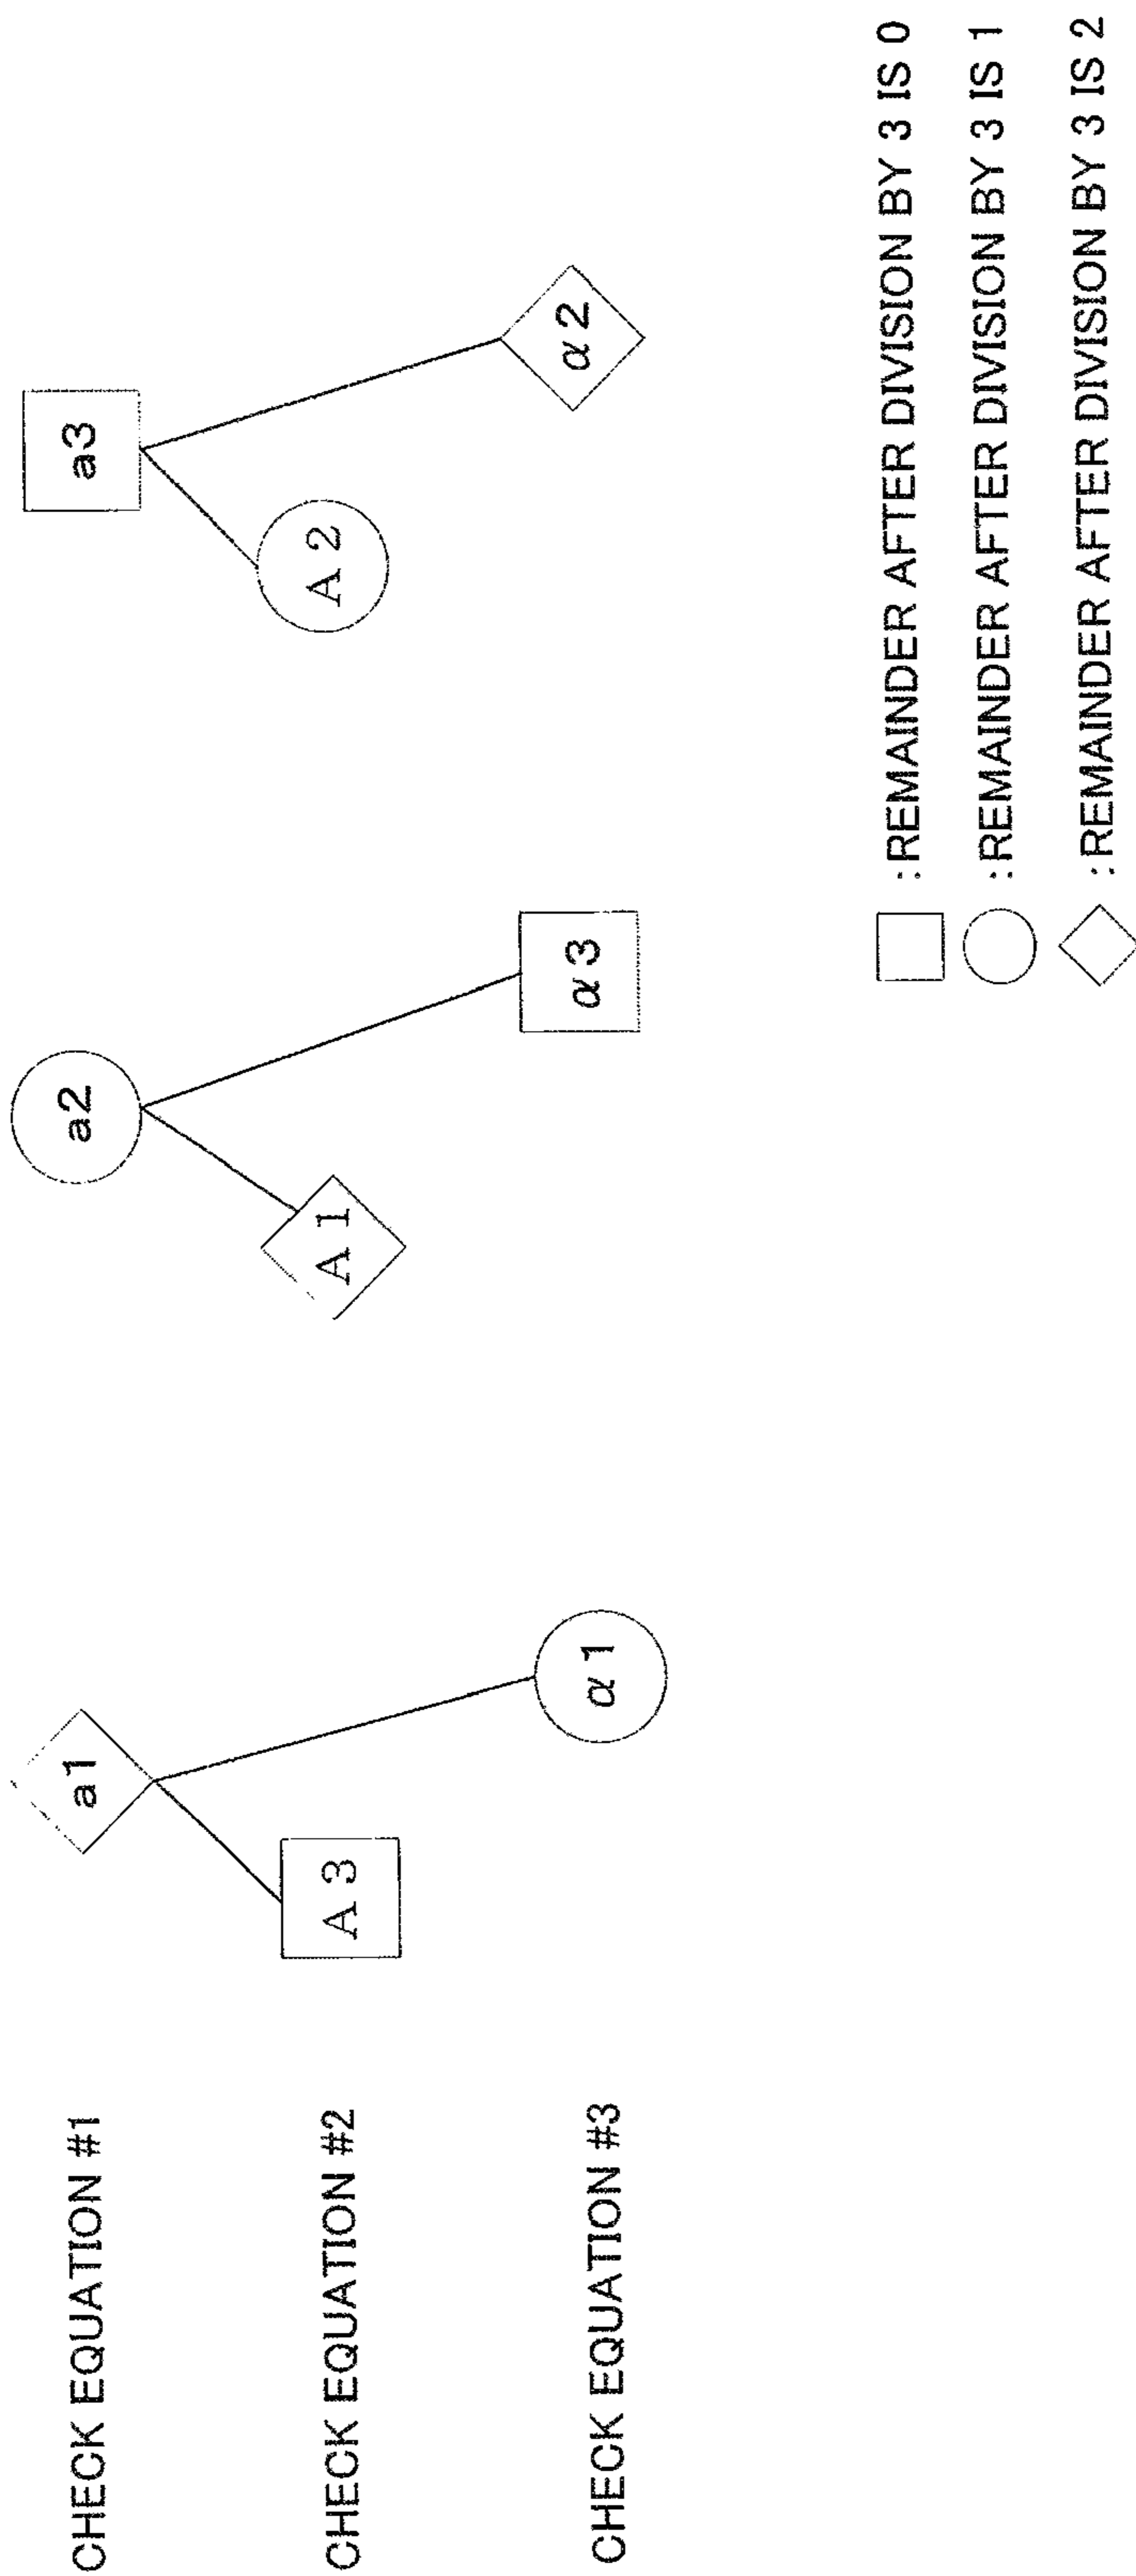 CHECK EQUATION #1
a1
a2
a3
CHECK EQUATION #2
A 3
A 1
A 2
CHECK EQUATION #3
α 1
α 3
α 2
:REMAINDER AFTER DIVISION BY 3 IS 0
:REMAINDER AFTER DIVISION BY 3 IS 1
:REMAINDER AFTER DIVISION BY 3 IS 2